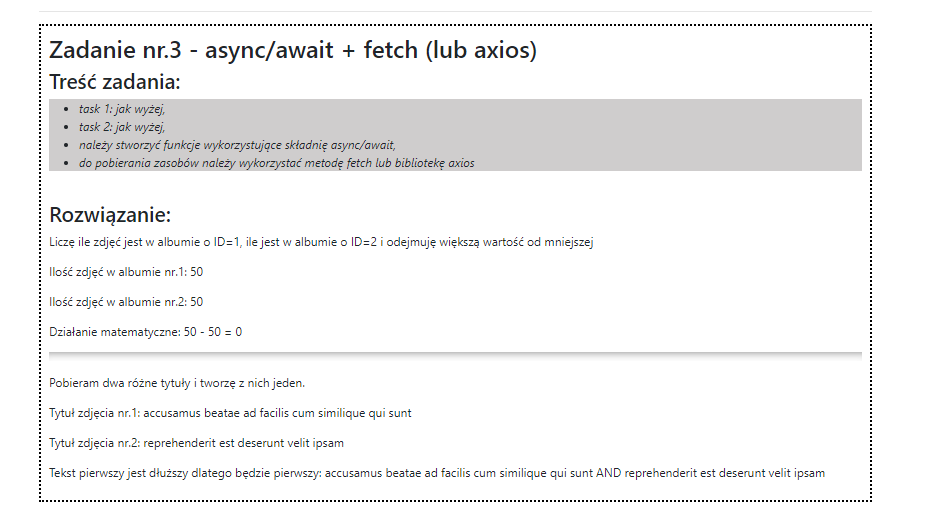 Zadanie nr.3 - async/await + fetch (lub axios)
Treść zadania:
task 1: jak wyżej,
task 2: jak wyżej,
należy stworzyć funkcje wykorzystujące składnię async/await,
do pobierania zasobów należy wykorzystać metodę fetch lub bibliotekę axios
Rozwiązanie:
Liczę ile zdjęć jest w albumie o ID=1, ile jest w albumie o ID=2 i odejmuję większą wartość od mniejszej
Ilość zdjęć w albumie nr.1: 50
Ilość zdjęć w albumie nr.2: 50
Działanie matematyczne: 50 - 50 = 0
Pobieram dwa różne tytuły i tworzę z nich jeden.
Tytuł zdjęcia nr.1: accusamus beatae ad facilis cum similique qui sunt
Tytuł zdjęcia nr.2: reprehenderit est deserunt velit ipsam
Tekst pierwszy jest dłuższy dlatego będzie pierwszy: accusamus beatae ad facilis cum similique qui sunt AND reprehenderit est deserunt velit ipsam